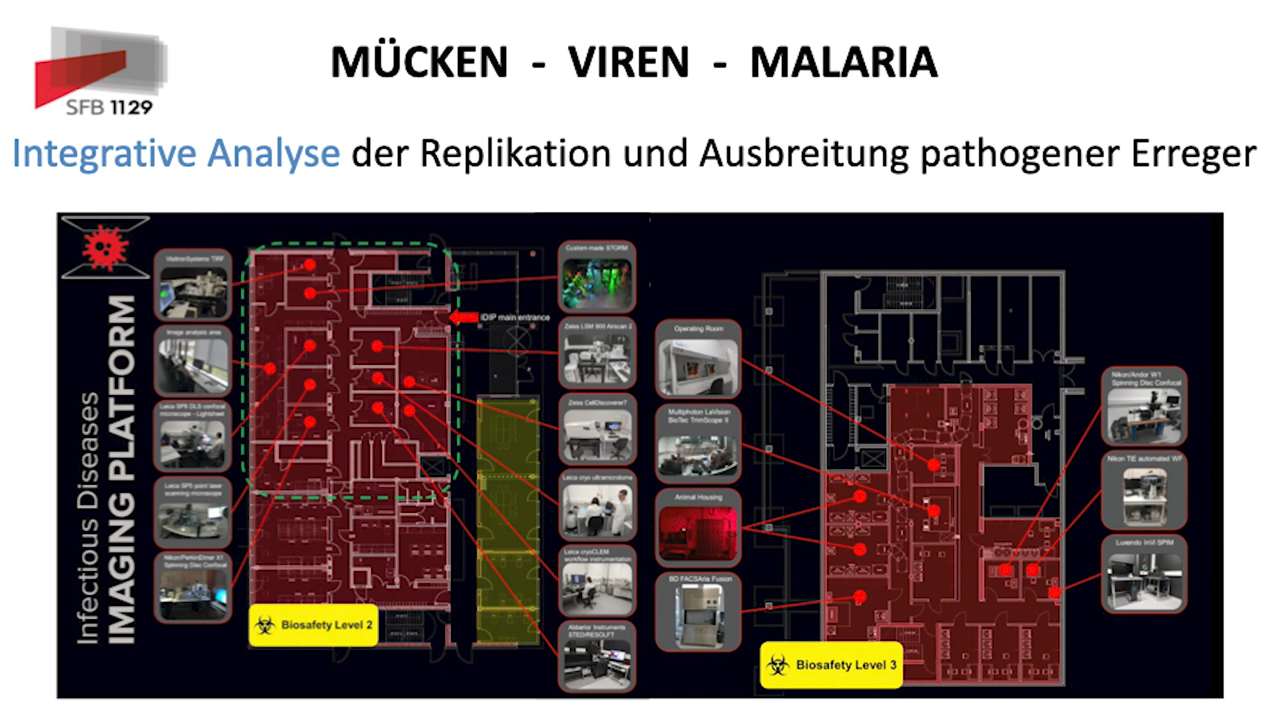 SFB 1129
MÜCKEN - VIREN - MALARIA
Integrative Analyse der Replikation und Ausbreitung pathogener Erreger
Infectious Diseases
IMAGING PLATFORM
VisitronSystems TIRF
Image analysis area
Leica SP8 DLS confocal
microscope - Lightsheet
Leica SP5 point laser
scanning microscope
Nikon/PerkinElmer X1
Spinning Disc Confocal
Biosafety Level 2
IDIP main entrance
Custom-made STORM
Zeiss LSM 900 Airscan 2
Zeiss CellDiscoverer7
Leica cryo ultramicrotome
Leica cryoCLEM
workflow instrumentation
Abberior Instruments
STED/RESOLFT
Operating Room
Multiphoton LaVision
BioTec TrimScope II
Animal Housing
BD FACSAria Fusion
Biosafety Level 3
Nikon/Andor W1
Spinning Disc Confocal
Nikon TiE automated WF
Luxendo InVi SPIM